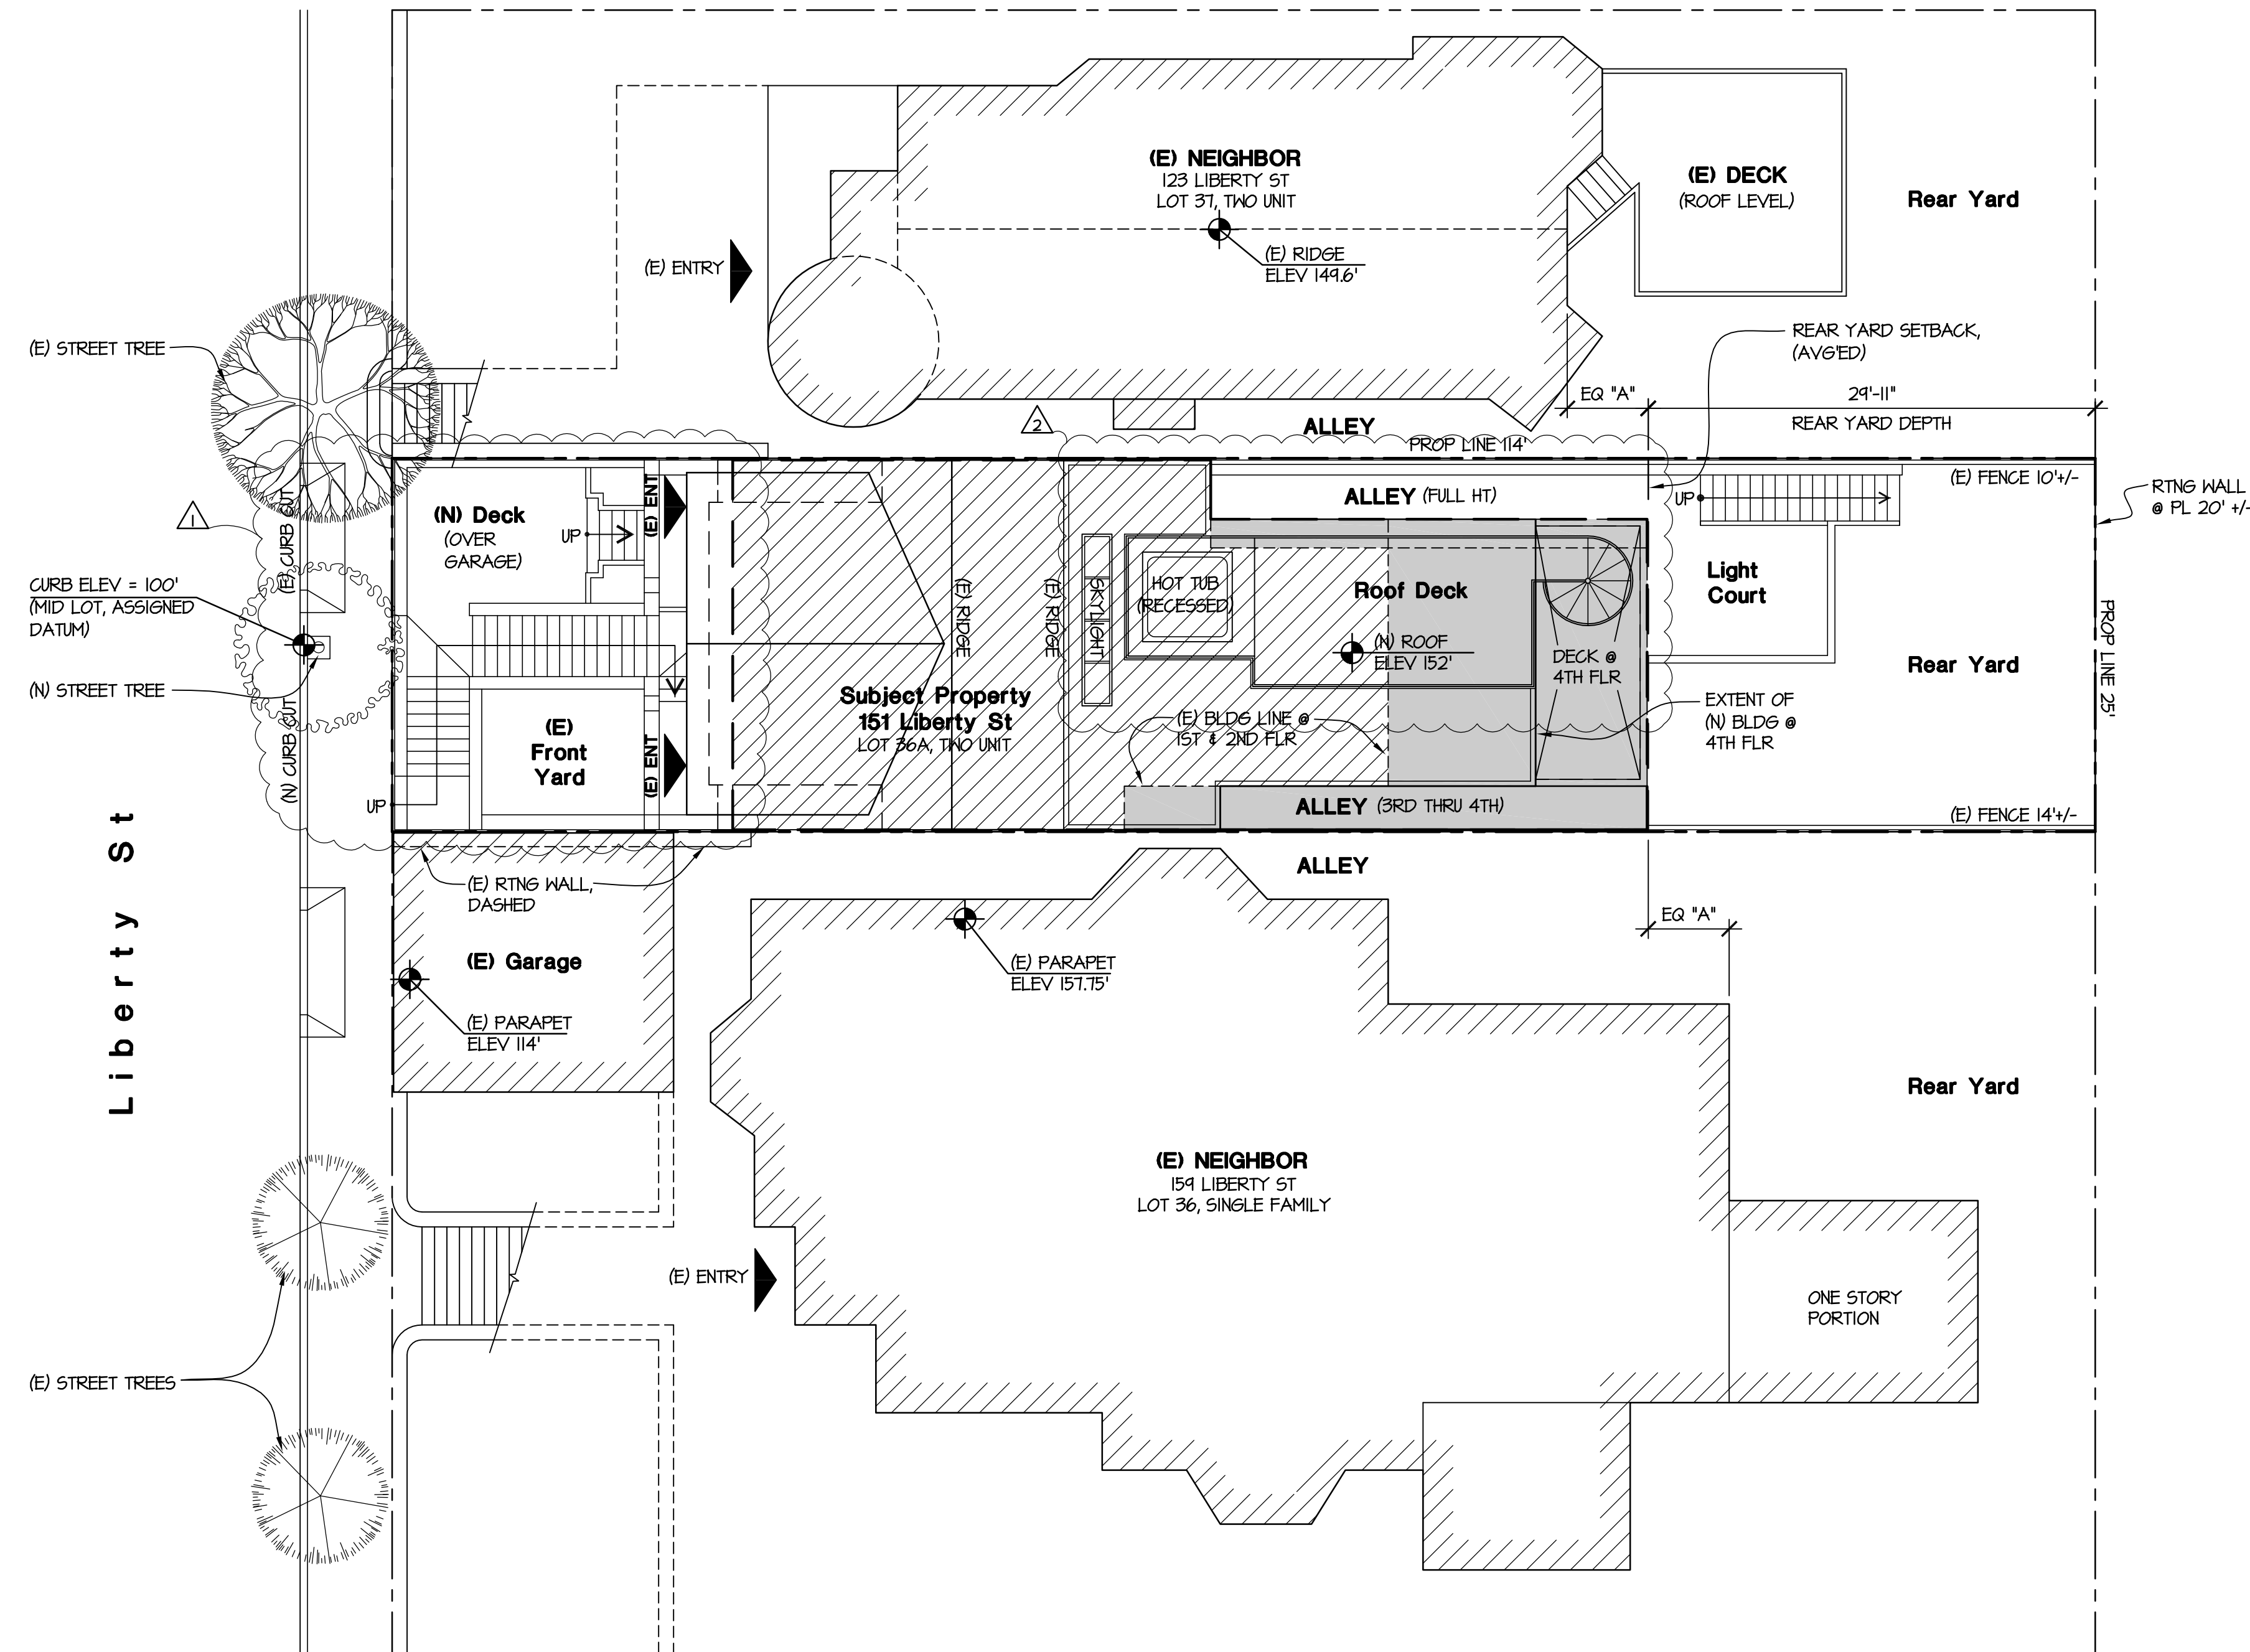 (E) NEIGHBOR
123 LIBERTY ST
LOT 37, TWO UNIT
(E) RIDGE
ELEV 149.6'
(E) ENTRY
(E) DECK
(ROOF LEVEL)
Rear Yard
(E) STREET TREE
REAR YARD SETBACK,
(AVG'ED)
EQ "A"
29'-11"
REAR YARD DEPTH
ALLEY
PROP LINE 114'
2
1
(E) CURB CUT
(N) Deck
(OVER
GARAGE)
UP
(E) ENT
ALLEY (FULL HT)
UP
(E) FENCE 10'+/-
RTNG WALL
@ PL 20' +/-
CURB ELEV = 100'
(MID LOT, ASSIGNED
DATUM)
(N) STREET TREE
(N) CURB CUT
(E) RIDGE
(E) RIDGE
SKYLIGHT
HOT TUB
(RECESSED)
Roof Deck
(N) ROOF
ELEV 152'
DECK @
4TH FLR
Light
Court
Rear Yard
PROP LINE 25'
Subject Property
151 Liberty St
LOT 36A, TWO UNIT
(E) BLDG LINE @
1ST & 2ND FLR
EXTENT OF
(N) BLDG @
4TH FLR
(E)
Front
Yard
(E) ENT
UP
ALLEY (3RD THRU 4TH)
(E) FENCE 14'+/-
Liberty St
ALLEY
(E) RTNG WALL,
DASHED
EQ "A"
(E) Garage
(E) PARAPET
ELEV 157.75'
(E) PARAPET
ELEV 114'
Rear Yard
(E) NEIGHBOR
159 LIBERTY ST
LOT 36, SINGLE FAMILY
(E) ENTRY
ONE STORY
PORTION
(E) STREET TREES